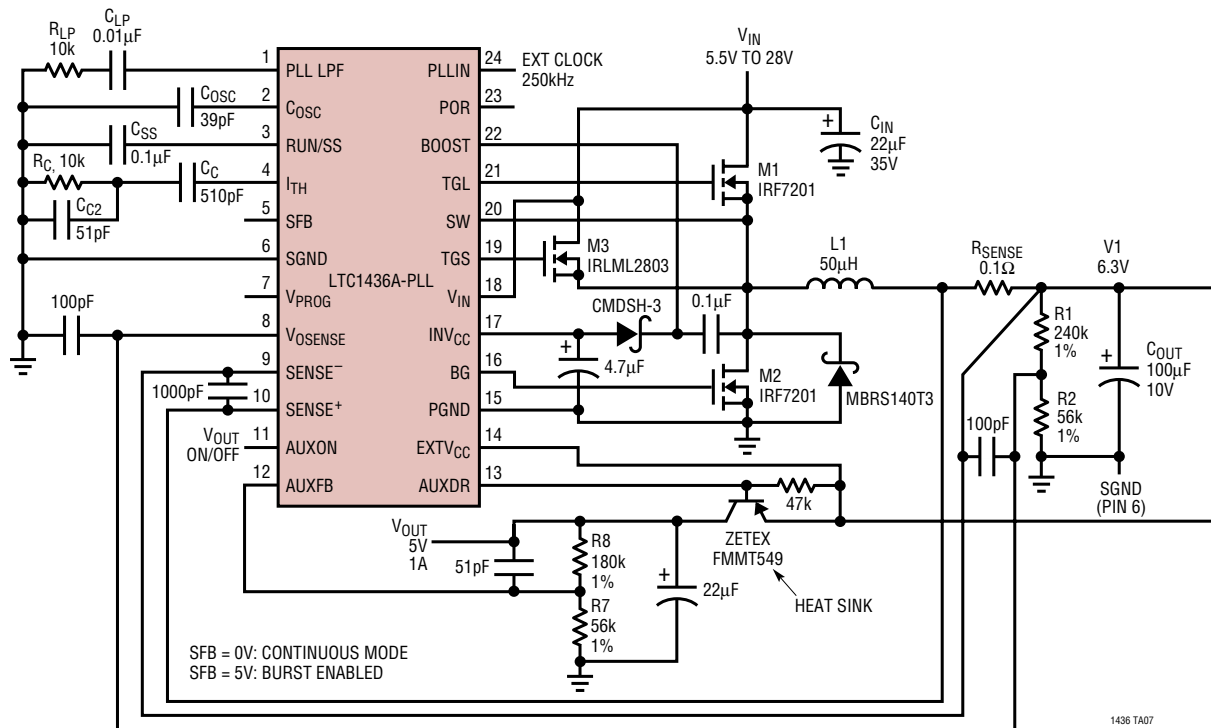 RLP
10k
CLP
0.01µF
COSC
39pF
CSS
0.1µF
RC, 10k
CC
510pF
CC2
51pF
100pF
1000pF
VOUT
ON/OFF
1
2
3
4
5
6
7
8
9
10
11
12
PLL LPF
COSC
RUN/SS
ITH
SFB
SGND
VPROG
VOSENSE
SENSE–
SENSE+
AUXON
AUXFB
LTC1436A-PLL
PLLIN
POR
BOOST
TGL
SW
TGS
VIN
INVCC
BG
PGND
EXTVCC
AUXDR
24
23
22
21
20
19
18
17
16
15
14
13
EXT CLOCK
250kHz
VIN
5.5V TO 28V
+
CIN
22µF
35V
M1
IRF7201
M3
IRLML2803
L1
50µH
RSENSE
0.1Ω
V1
6.3V
CMDSH-3
0.1µF
+
4.7µF
M2
IRF7201
MBRS140T3
R1
240k
1%
+
COUT
100µF
10V
R2
56k
1%
100pF
SGND
(PIN 6)
47k
ZETEX
FMMT549
HEAT SINK
VOUT
5V
1A
51pF
R8
180k
1%
+
22µF
R7
56k
1%
SFB = 0V: CONTINUOUS MODE
SFB = 5V: BURST ENABLED
1436 TA07